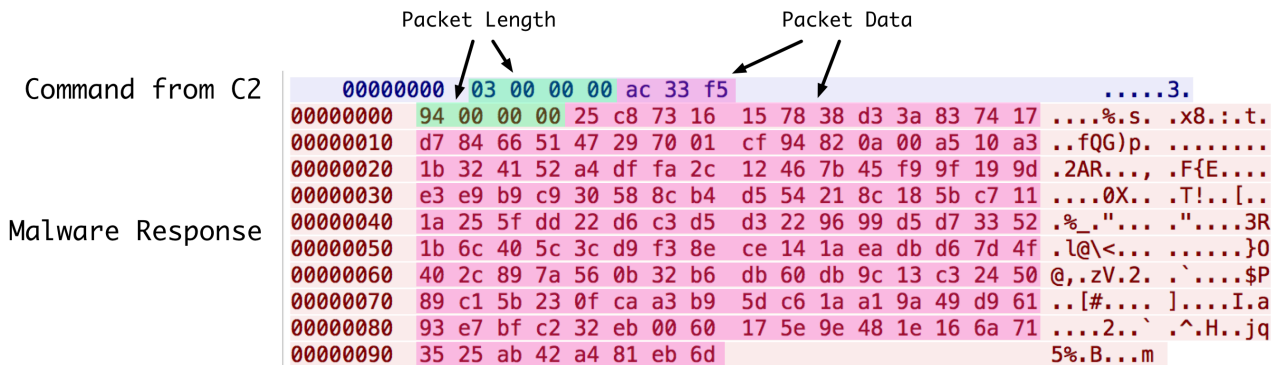 Packet Length Packet Data
Command from C2 00000000 03 00 00 00 ac 33 f5 .....3.
00000000 94 00 00 00 25 c8 73 16 15 78 38 d3 3a 83 74 17 ....%.s. .x8.:.t.
00000010 d7 84 66 51 47 29 70 01 cf 94 82 0a 00 a5 10 a3 ..fQG)p. ........
00000020 1b 32 41 52 a4 df fa 2c 12 46 7b 45 f9 9f 19 9d .2AR..., .F{E....
00000030 e3 e9 b9 c9 30 58 8c b4 d5 54 21 8c 18 5b c7 11 ....0X.. .T!..[..
Malware Response 00000040 1a 25 5f dd 22 d6 c3 d5 d3 22 96 99 d5 d7 33 52 .%_."... ."....3R
00000050 1b 6c 40 5c 3c d9 f3 8e ce 14 1a ea db d6 7d 4f .l@\<... ......}O
00000060 40 2c 89 7a 56 0b 32 b6 db 60 db 9c 13 c3 24 50 @,.zV.2. .`....$P
00000070 89 c1 5b 23 0f ca a3 b9 5d c6 1a a1 9a 49 d9 61 ..[#.... ]....I.a
00000080 93 e7 bf c2 32 eb 00 60 17 5e 9e 48 1e 16 6a 71 ....2..` .^.H..jq
00000090 35 25 ab 42 a4 81 eb 6d 5%.B...m